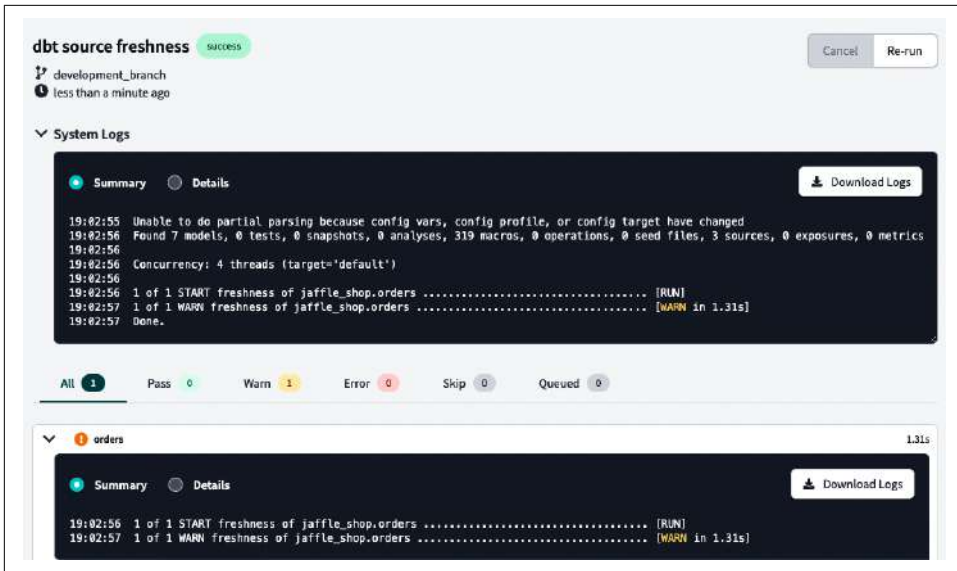 dbt source freshness success
Cancel Re-run
development_branch
less than a minute ago
System Logs
Summary Details Download Logs
19:02:55 Unable to do partial parsing because config vars, config profile, or config target have changed
19:02:56 Found 7 models, 0 tests, 0 snapshots, 0 analyses, 319 macros, 0 operations, 0 seed files, 3 sources, 0 exposures, 0 metrics
19:02:56
19:02:56 Concurrency: 4 threads (target='default')
19:02:56
19:02:56 1 of 1 START freshness of jaffle_shop.orders .................................. [RUN]
19:02:57 1 of 1 WARN freshness of jaffle_shop.orders ................................... [WARN in 1.31s]
19:02:57 Done.
All 1 Pass 0 Warn 1 Error 0 Skip 0 Queued 0
orders 1.31s
Summary Details Download Logs
19:02:56 1 of 1 START freshness of jaffle_shop.orders .................................. [RUN]
19:02:57 1 of 1 WARN freshness of jaffle_shop.orders ................................... [WARN in 1.31s]